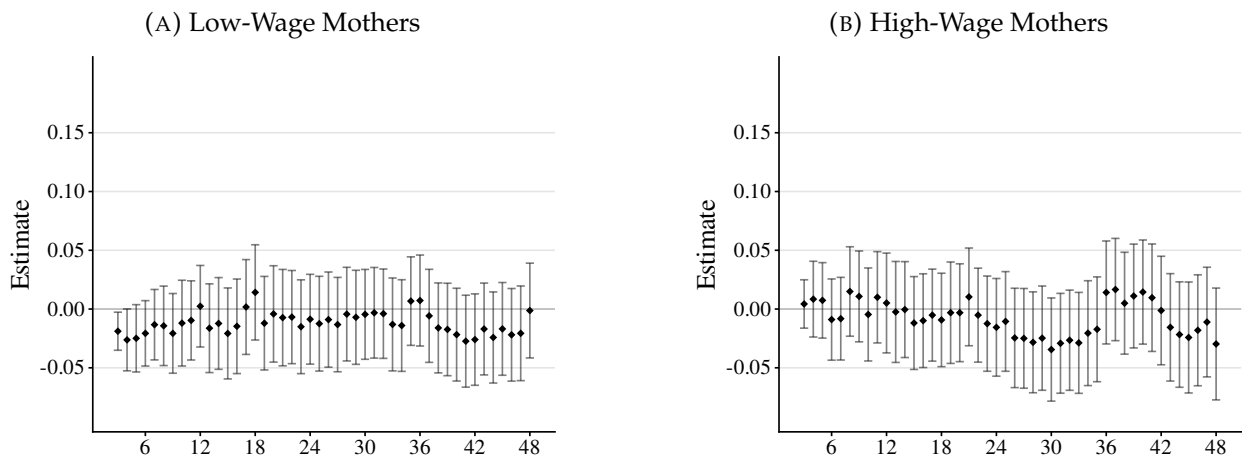 (A) Low-Wage Mothers
0.15
0.10
0.05
0.00
-0.05
Estimate
6 12 18 24 30 36 42 48
(B) High-Wage Mothers
0.15
0.10
0.05
0.00
-0.05
Estimate
6 12 18 24 30 36 42 48